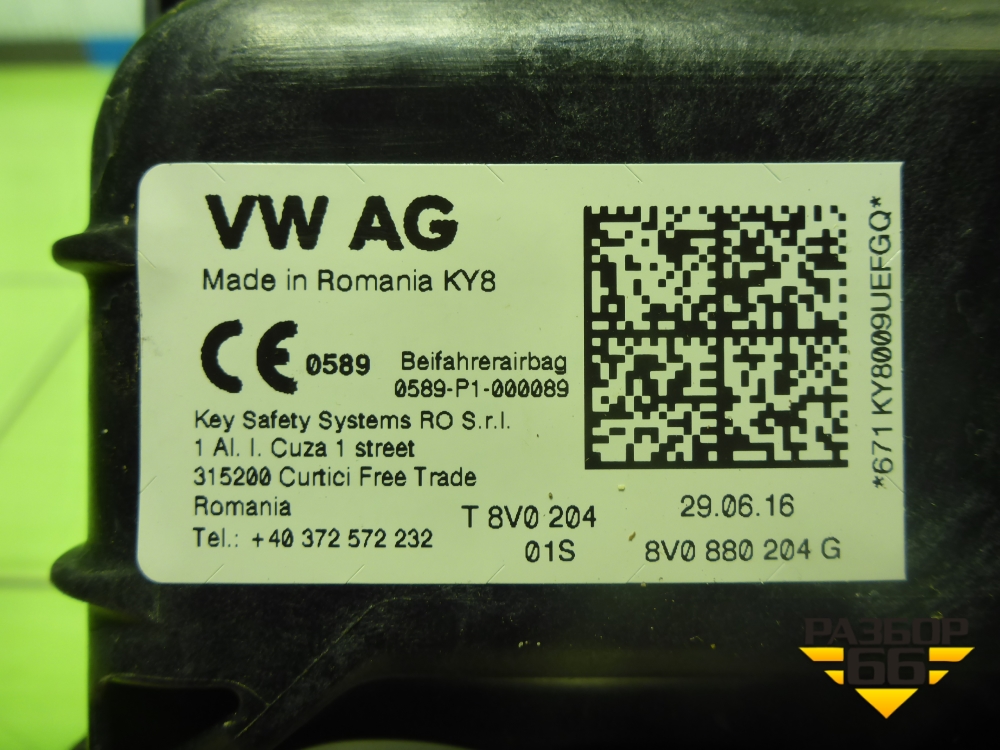 VW AG
Made in Romania KY8
CE 0589 Beifahrerairbag
0589-P1-000089
Key Safety Systems RO S.r.l.
1 Al. I. Cuza 1 street
315200 Curtici Free Trade
Romania
Tel.: +40 372 572 232
T 8V0 204
01S
29.06.16
8V0 880 204 G
*671 KY8009UEFGQ*
РАЗБОР
66